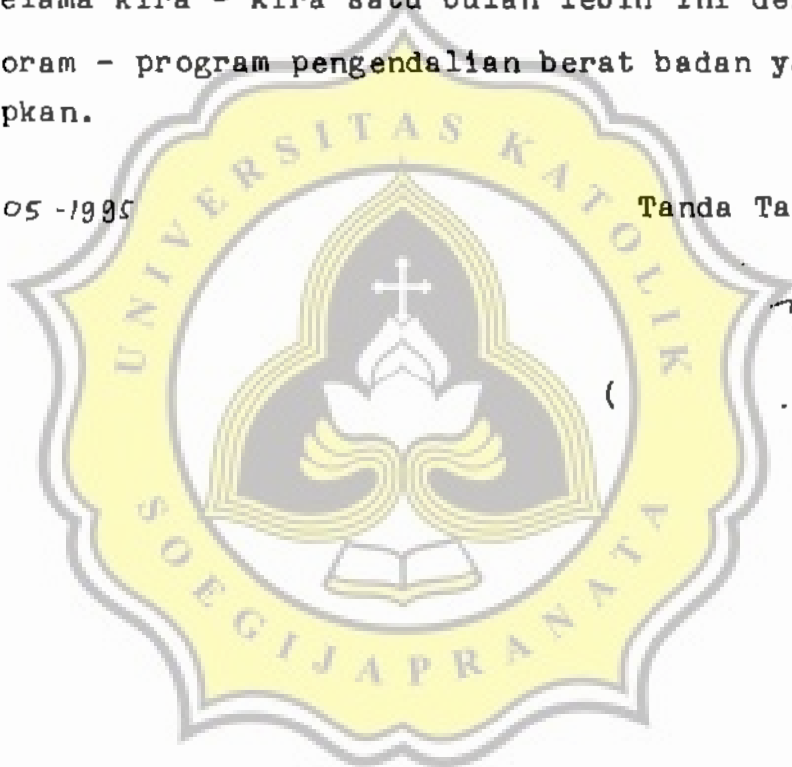 elama kira - kira satu bulan lebih ini de
oram - program pengendalian berat badan ya
pkan.
UNIVERSITAS KATOLIK
05 -1995
Tanda Ta
(
SOEGIJAPRANATA